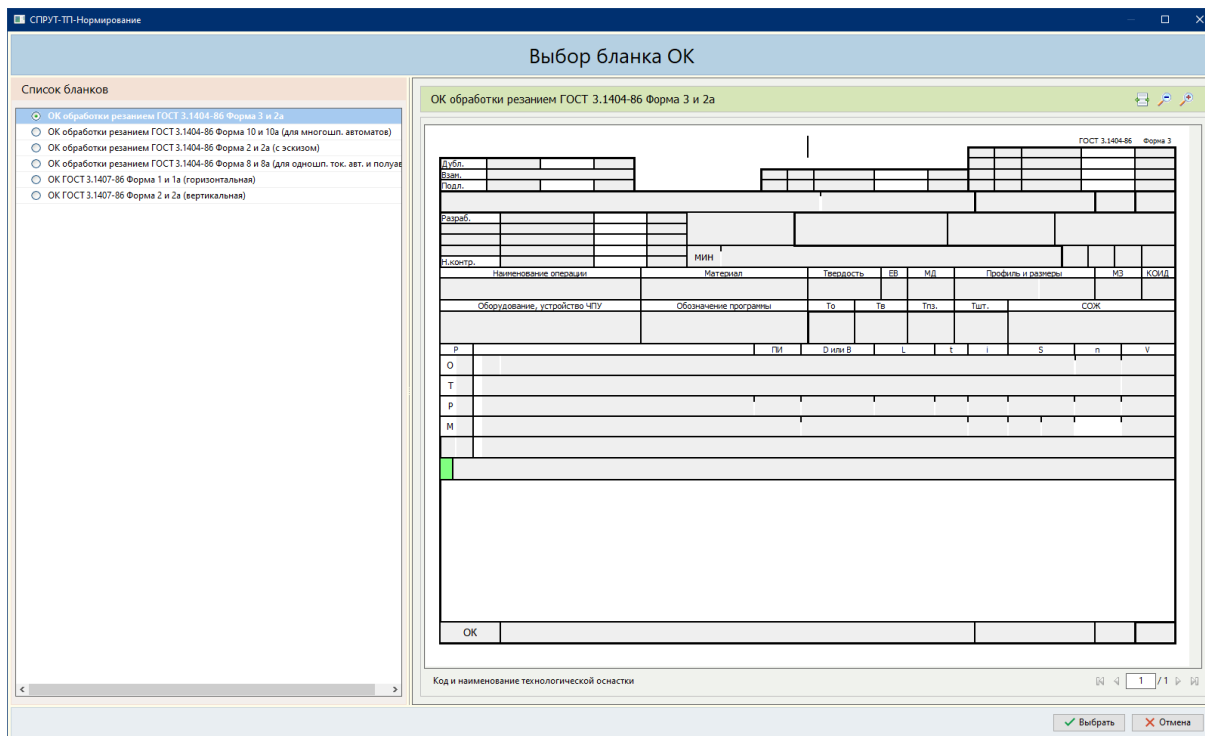 СПРУТ-ТП-Нормирование
Выбор бланка ОК
Список бланков
ОК обработки резанием ГОСТ 3.1404-86 Форма 3 и 2а
ОК обработки резанием ГОСТ 3.1404-86 Форма 10 и 10а (для многошп. автоматов)
ОК обработки резанием ГОСТ 3.1404-86 Форма 2 и 2а (с эскизом)
ОК обработки резанием ГОСТ 3.1404-86 Форма 8 и 8а (для одношп. ток. авт. и полуав
ОК ГОСТ 3.1407-86 Форма 1 и 1а (горизонтальная)
ОК ГОСТ 3.1407-86 Форма 2 и 2а (вертикальная)
ОК обработки резанием ГОСТ 3.1404-86 Форма 3 и 2а
ГОСТ 3.1404-86 Форма 3
Дубл.
Взам.
Подл.
Разраб.
Н.контр.
МИН
Наименование операции Материал Твердость ЕВ МД Профиль и размеры МЗ КОИД
Оборудование, устройство ЧПУ Обозначение программы То Тв Тпз. Тшт. СОЖ
Р ПИ D или В L t i S n V
О
Т
Р
М
ОК
Код и наименование технологической оснастки
1 / 1
Выбрать Отмена